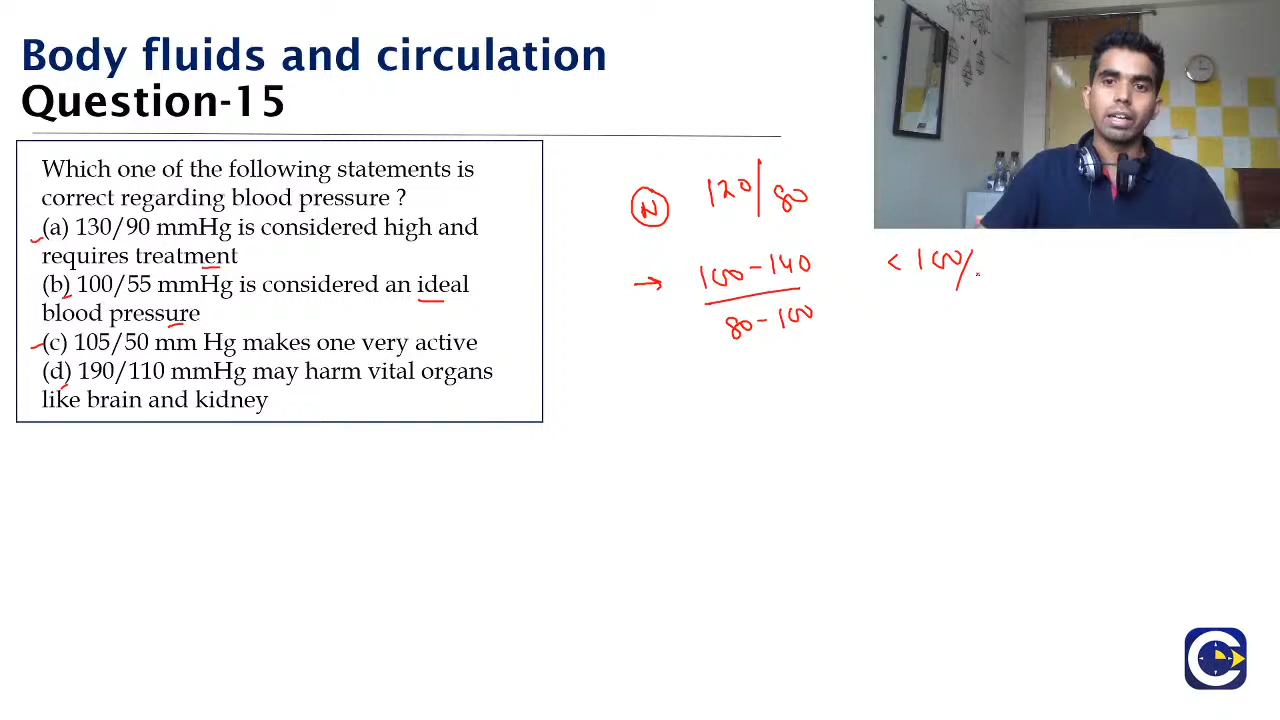 Body fluids and circulation
Question-15
Which one of the following statements is
correct regarding blood pressure ?
(a) 130/90 mmHg is considered high and
requires treatment
(b) 100/55 mmHg is considered an ideal
blood pressure
(c) 105/50 mm Hg makes one very active
(d) 190/110 mmHg may harm vital organs
like brain and kidney
N 120/80
→ 100-140
80-100
< 100/